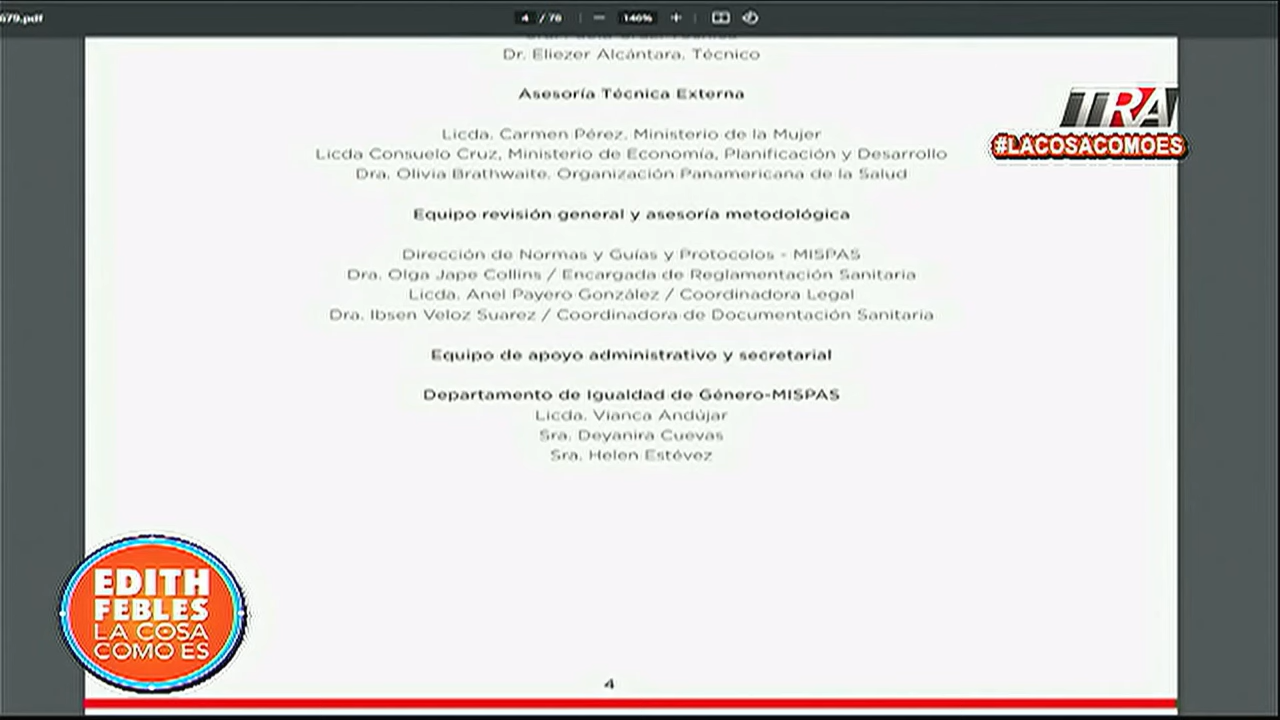 679.pdf
4 / 76
146%
Dr. Eliezer Alcántara, Técnico
Asesoría Técnica Externa
TRA
#LACOSACOMOES
Licda. Carmen Pérez, Ministerio de la Mujer
Licda Consuelo Cruz, Ministerio de Economía, Planificación y Desarrollo
Dra. Olivia Brathwaite, Organización Panamericana de la Salud
Equipo revisión general y asesoría metodológica
Dirección de Normas y Guías y Protocolos - MISPAS
Dra. Olga Jape Collins / Encargada de Reglamentación Sanitaria
Licda. Anel Payero González / Coordinadora Legal
Dra. Ibsen Veloz Suarez / Coordinadora de Documentación Sanitaria
Equipo de apoyo administrativo y secretarial
Departamento de Igualdad de Género-MISPAS
Licda. Vianca Andújar
Sra. Deyanira Cuevas
Sra. Helen Estévez
EDITH
FEBLES
LA COSA
COMO ES
4